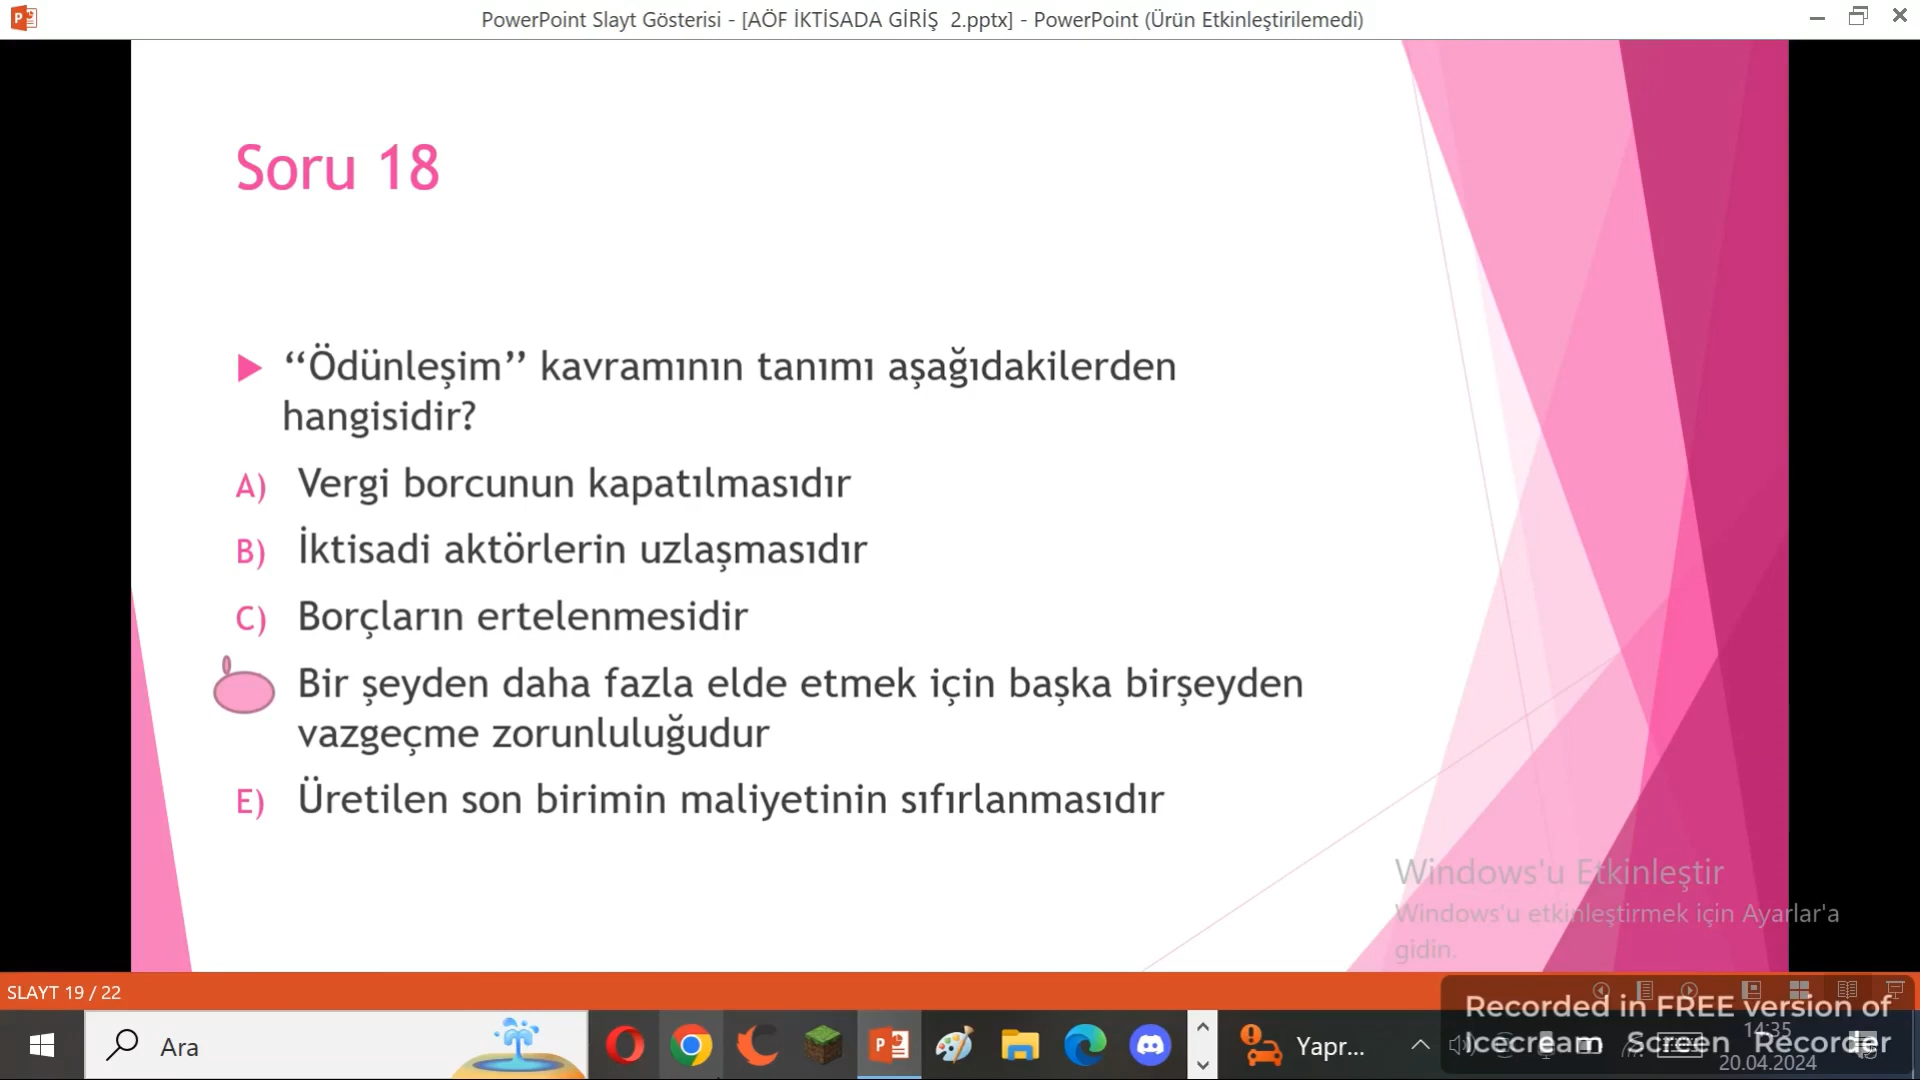 PowerPoint Slayt Gösterisi - [AÖF İKTİSADA GİRİŞ  2.pptx] - PowerPoint (Ürün Etkinleştirilemedi)
Soru 18
‘‘Ödünleşim’’ kavramının tanımı aşağıdakilerden
hangisidir?
A) Vergi borcunun kapatılmasıdır
B) İktisadi aktörlerin uzlaşmasıdır
C) Borçların ertelenmesidir
Bir şeyden daha fazla elde etmek için başka birşeyden
vazgeçme zorunluluğudur
E) Üretilen son birimin maliyetinin sıfırlanmasıdır
Windows'u Etkinleştir
Windows'u etkinleştirmek için Ayarlar'a
gidin.
SLAYT 19 / 22
Recorded in FREE version of
Icecream Screen Recorder
Ara
Yapr...
14:35
20.04.2024